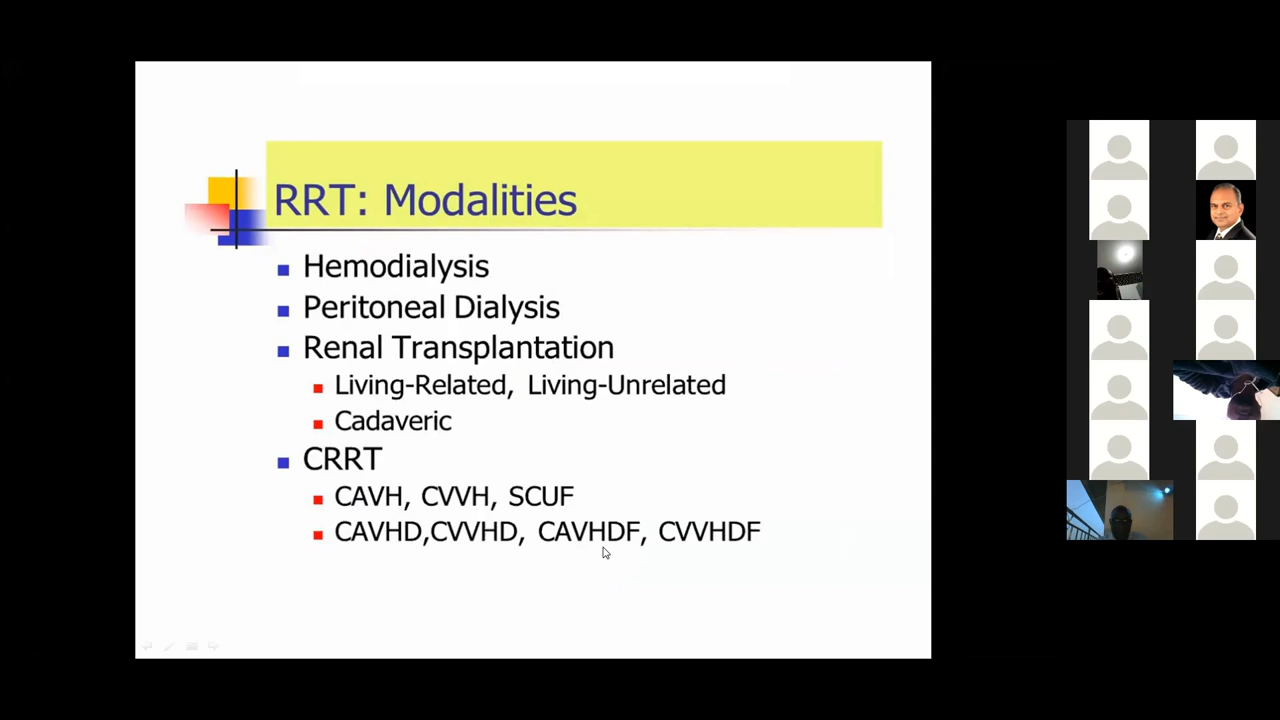 RRT: Modalities
Hemodialysis
Peritoneal Dialysis
Renal Transplantation
Living-Related, Living-Unrelated
Cadaveric
CRRT
CAVH, CVVH, SCUF
CAVHD,CVVHD, CAVHDF, CVVHDF